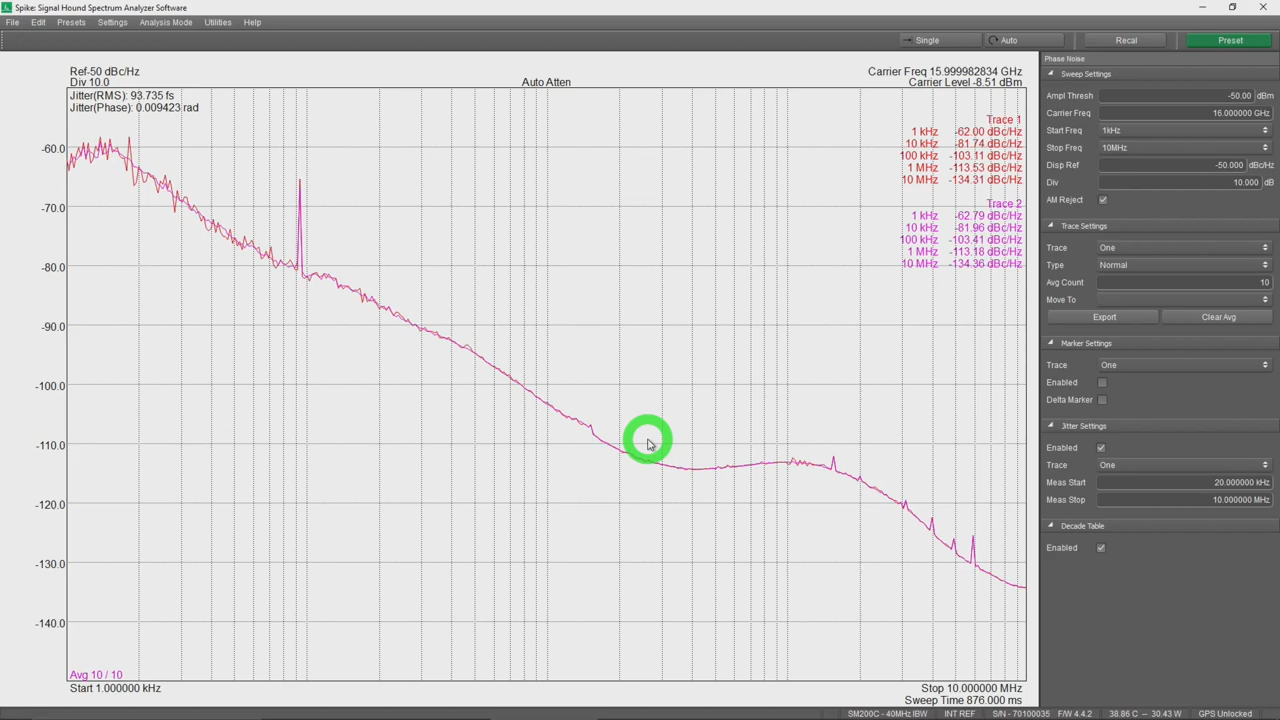 Spike: Signal Hound Spectrum Analyzer Software
File Edit Presets Settings Analysis Mode Utilities Help
Single Auto Recal Preset
Ref-50 dBc/Hz
Div 10.0
Auto Atten
Carrier Freq 15.999982834 GHz
Carrier Level -8.51 dBm
Jitter(RMS): 93.735 fs
Jitter(Phase): 0.009423 rad
Trace 1
1 kHz -62.00 dBc/Hz
10 kHz -81.74 dBc/Hz
100 kHz -103.11 dBc/Hz
1 MHz -113.53 dBc/Hz
10 MHz -134.31 dBc/Hz
Trace 2
1 kHz -62.79 dBc/Hz
10 kHz -81.96 dBc/Hz
100 kHz -103.41 dBc/Hz
1 MHz -113.18 dBc/Hz
10 MHz -134.36 dBc/Hz
-60.0
-70.0
-80.0
-90.0
-100.0
-110.0
-120.0
-130.0
-140.0
Avg 10 / 10
Start 1.000000 kHz
Stop 10.000000 MHz
Sweep Time 876.000 ms
Phase Noise
Sweep Settings
Ampl Thresh -50.00 dBm
Carrier Freq 16.000000 GHz
Start Freq 1kHz
Stop Freq 10MHz
Disp Ref -50.000 dBc/Hz
Div 10.000 dB
AM Reject
Trace Settings
Trace One
Type Normal
Avg Count 10
Move To
Export Clear Avg
Marker Settings
Trace One
Enabled
Delta Marker
Jitter Settings
Enabled
Trace One
Meas Start 20.000000 kHz
Meas Stop 10.000000 MHz
Decade Table
Enabled
SM200C - 40MHz IBW INT REF S/N - 70100035 F/W 4.4.2 38.86 C -- 30.43 W GPS Unlocked